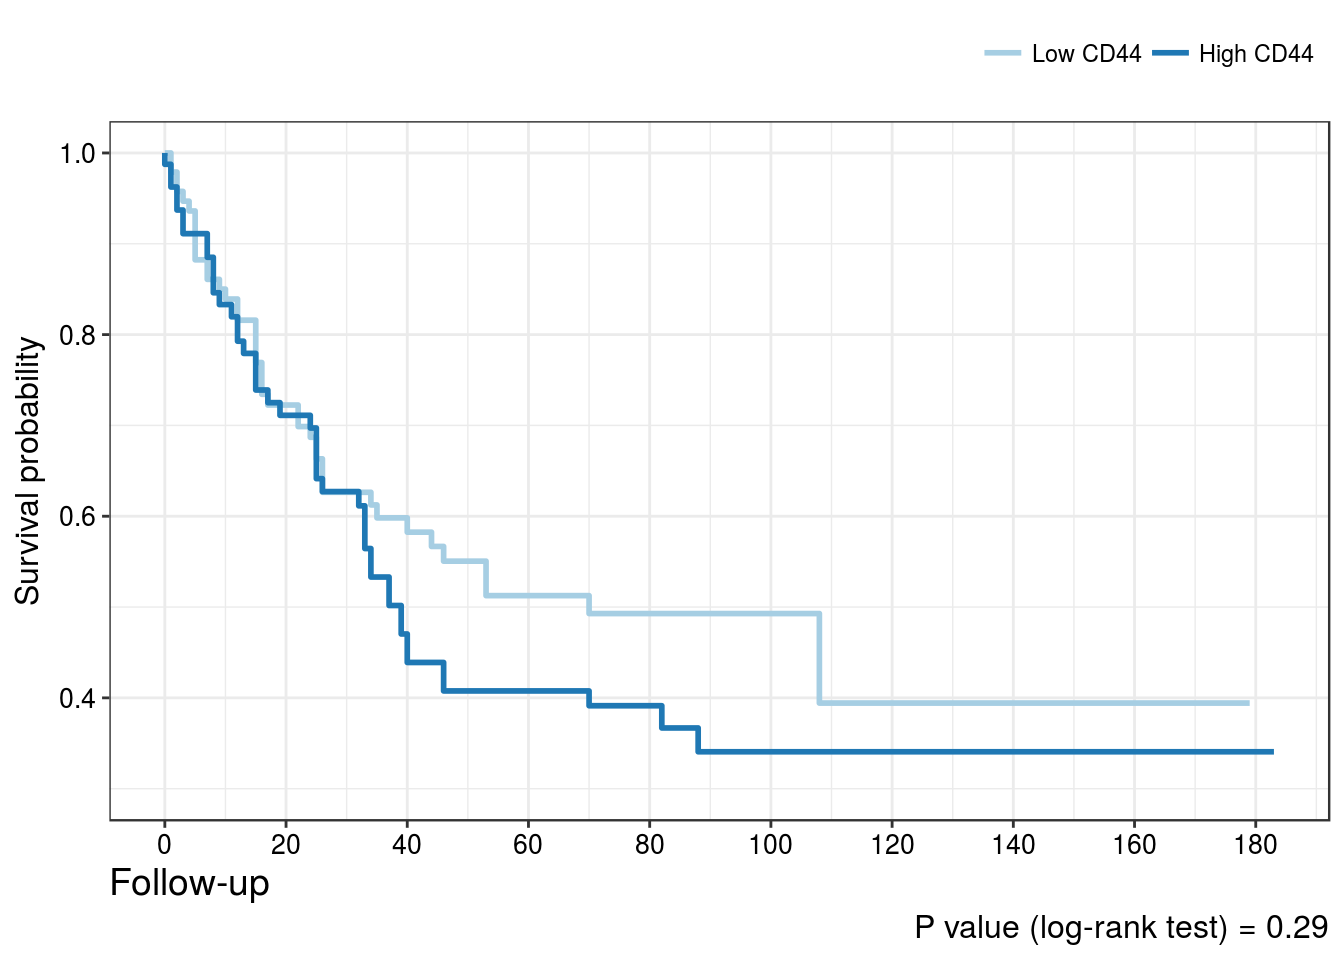 Low CD44 High CD44
Survival probability
1.0
0.8
0.6
0.4
0 20 40 60 80 100 120 140 160 180
Follow-up
P value (log-rank test) = 0.29